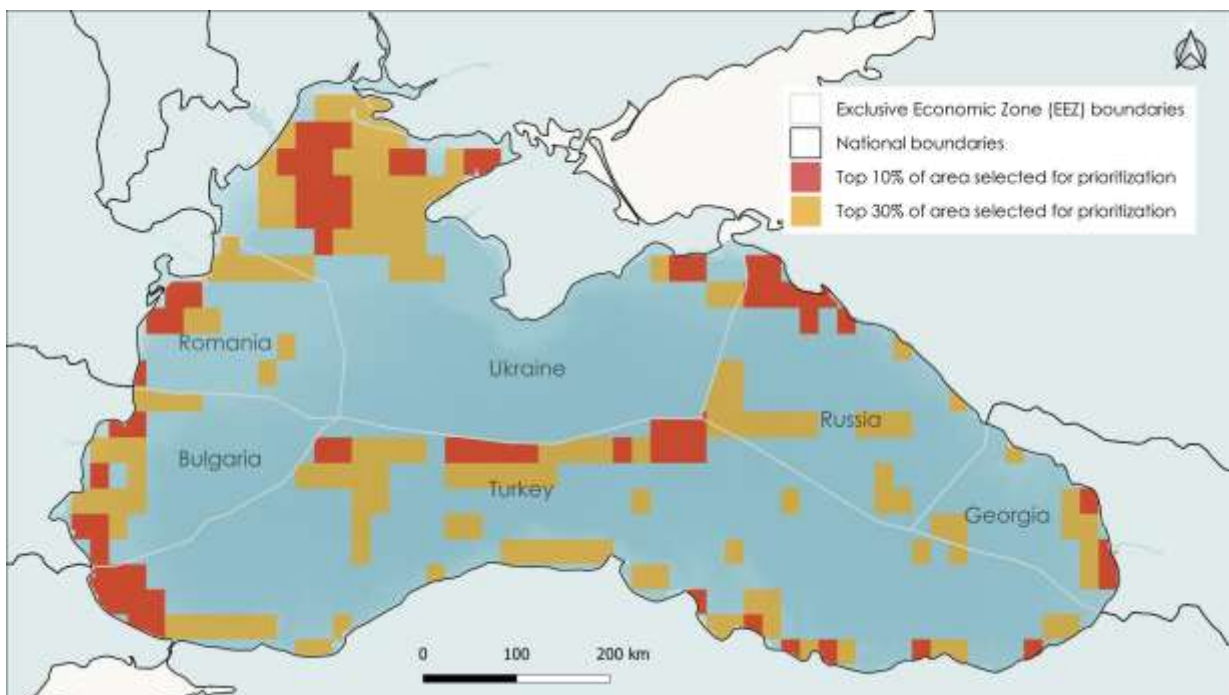 Exclusive Economic Zone (EEZ) boundaries
National boundaries
Top 10% of area selected for prioritization
Top 30% of area selected for prioritization
Romania
Ukraine
Russia
Bulgaria
Turkey
Georgia
0 100 200 km